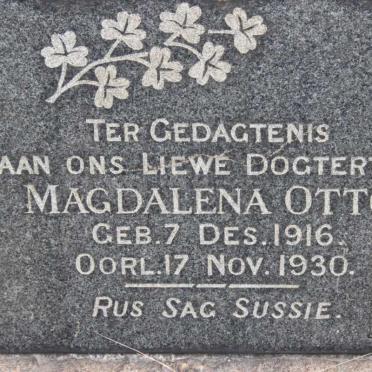 TER GEDAGTENIS
AAN ONS LIEWE DOGTER
MAGDALENA OTTO
GEB. 7 DES. 1916.
OORL. 17 NOV. 1930.
RUS SAG SUSSIE.